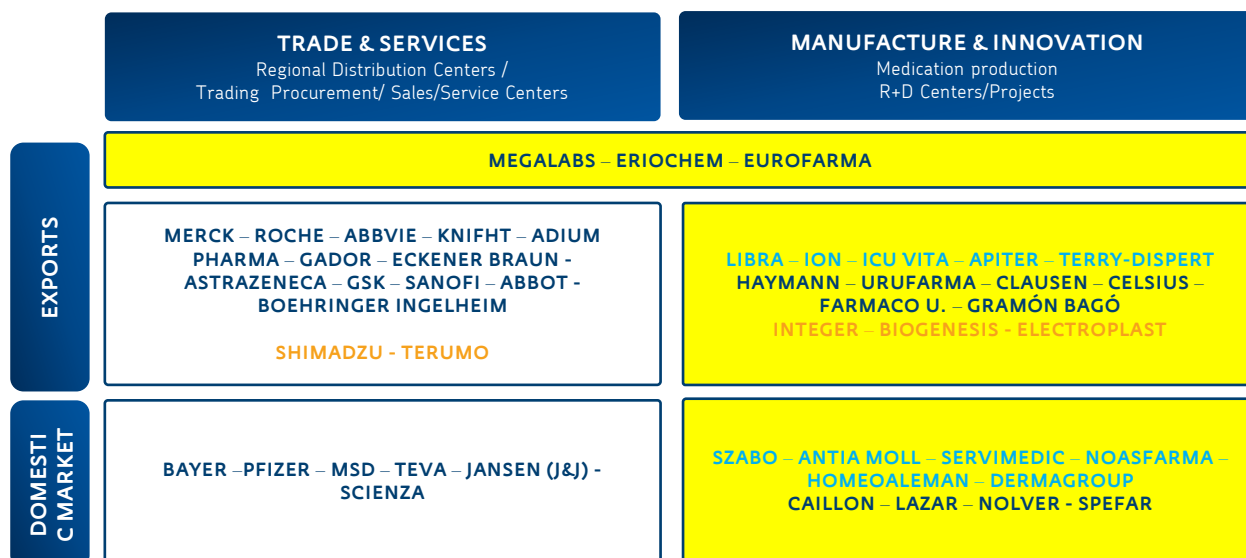 TRADE & SERVICES
Regional Distribution Centers /
Trading Procurement/ Sales/Service Centers
MANUFACTURE & INNOVATION
Medication production
R+D Centers/Projects
EXPORTS
MEGALABS – ERIOCHEM – EUROFARMA
MERCK – ROCHE – ABBVIE – KNIFHT – ADIUM
PHARMA – GADOR – ECKENER BRAUN -
ASTRAZENECA – GSK – SANOFI – ABBOT -
BOEHRINGER INGELHEIM
SHIMADZU - TERUMO
LIBRA – ION – ICU VITA – APITER – TERRY-DISPERT
HAYMANN – URUFARMA – CLAUSEN – CELSIUS –
FARMACO U. – GRAMÓN BAGÓ
INTEGER – BIOGENESIS - ELECTROPLAST
DOMESTI
C MARKET
BAYER –PFIZER – MSD – TEVA – JANSEN (J&J) -
SCIENZA
SZABO – ANTIA MOLL – SERVIMEDIC – NOASFARMA –
HOMEOALEMAN – DERMAGROUP
CAILLON – LAZAR – NOLVER - SPEFAR